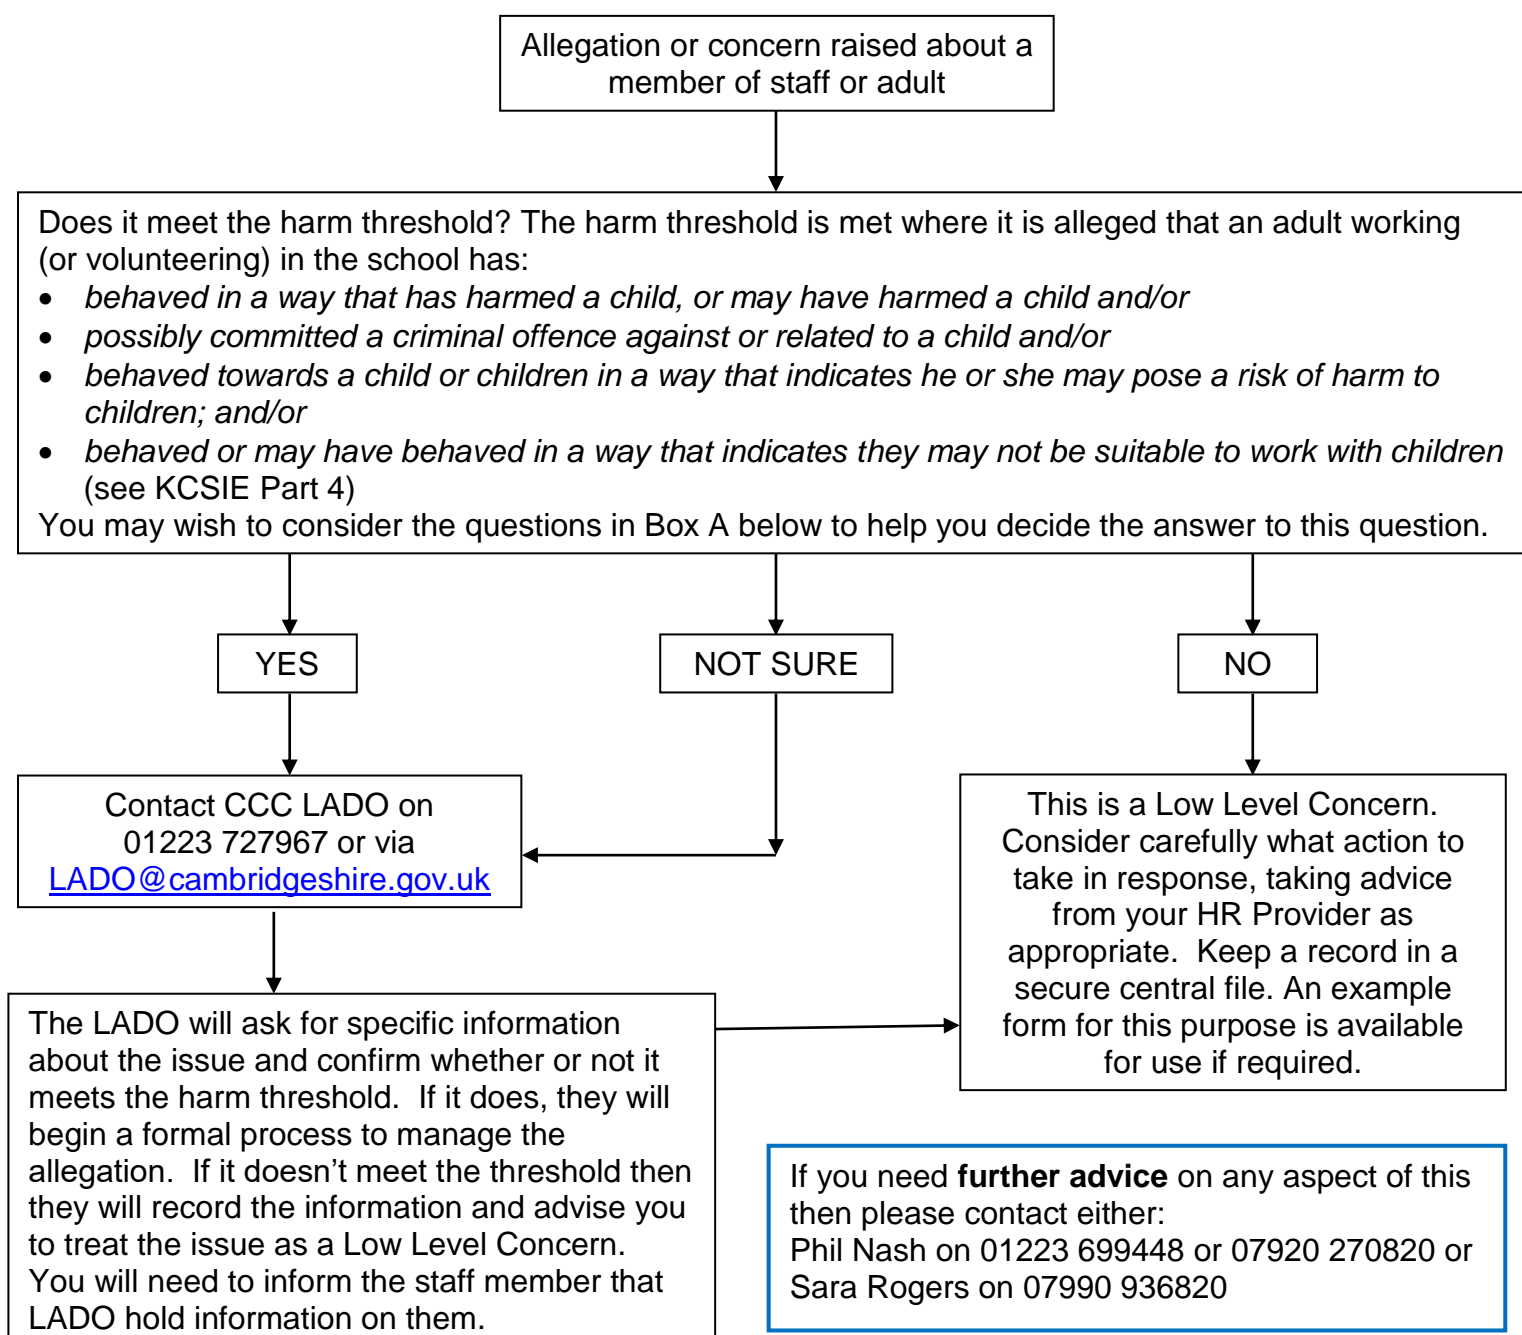 Allegation or concern raised about a
member of staff or adult
Does it meet the harm threshold? The harm threshold is met where it is alleged that an adult working
(or volunteering) in the school has:
• behaved in a way that has harmed a child, or may have harmed a child and/or
• possibly committed a criminal offence against or related to a child and/or
• behaved towards a child or children in a way that indicates he or she may pose a risk of harm to
children; and/or
• behaved or may have behaved in a way that indicates they may not be suitable to work with children
(see KCSIE Part 4)
You may wish to consider the questions in Box A below to help you decide the answer to this question.
YES
NOT SURE
NO
Contact CCC LADO on
01223 727967 or via
LADO@cambridgeshire.gov.uk
This is a Low Level Concern.
Consider carefully what action to
take in response, taking advice
from your HR Provider as
appropriate.  Keep a record in a
secure central file. An example
form for this purpose is available
for use if required.
The LADO will ask for specific information
about the issue and confirm whether or not it
meets the harm threshold.  If it does, they will
begin a formal process to manage the
allegation.  If it doesn’t meet the threshold then
they will record the information and advise you
to treat the issue as a Low Level Concern.
You will need to inform the staff member that
LADO hold information on them.
If you need further advice on any aspect of this
then please contact either:
Phil Nash on 01223 699448 or 07920 270820 or
Sara Rogers on 07990 936820